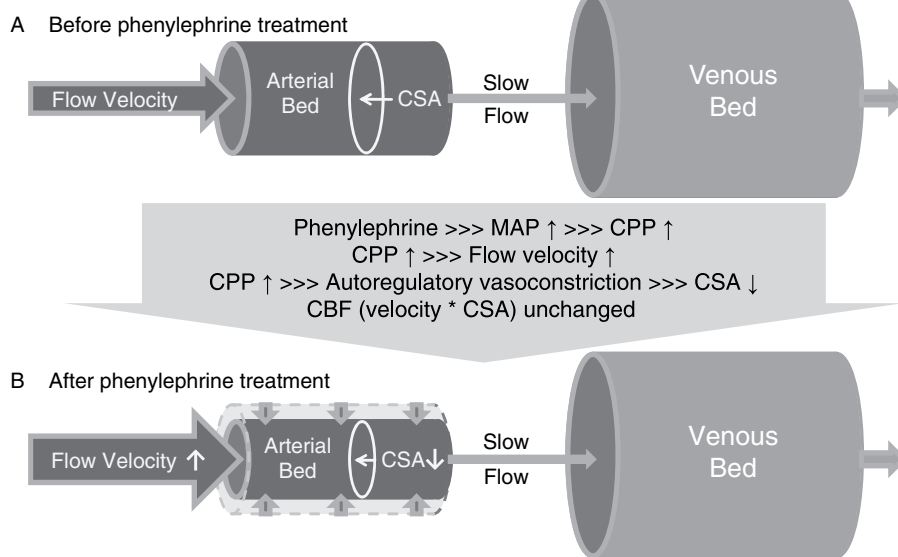 A Before phenylephrine treatment
Flow Velocity
Arterial
Bed
CSA
Slow
Flow
Venous
Bed
Phenylephrine >>> MAP ↑ >>> CPP ↑
CPP ↑ >>> Flow velocity ↑
CPP ↑ >>> Autoregulatory vasoconstriction >>> CSA ↓
CBF (velocity * CSA) unchanged
B After phenylephrine treatment
Flow Velocity ↑
Arterial
Bed
CSA↓
Slow
Flow
Venous
Bed